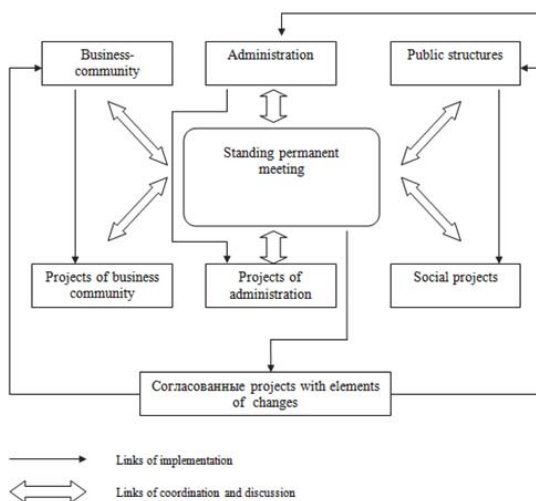 Business-
community
Administration
Public structures
Standing permanent
meeting
Projects of business
community
Projects of
administration
Social projects
Согласованные projects with elements
of changes
Links of implementation
Links of coordination and discussion